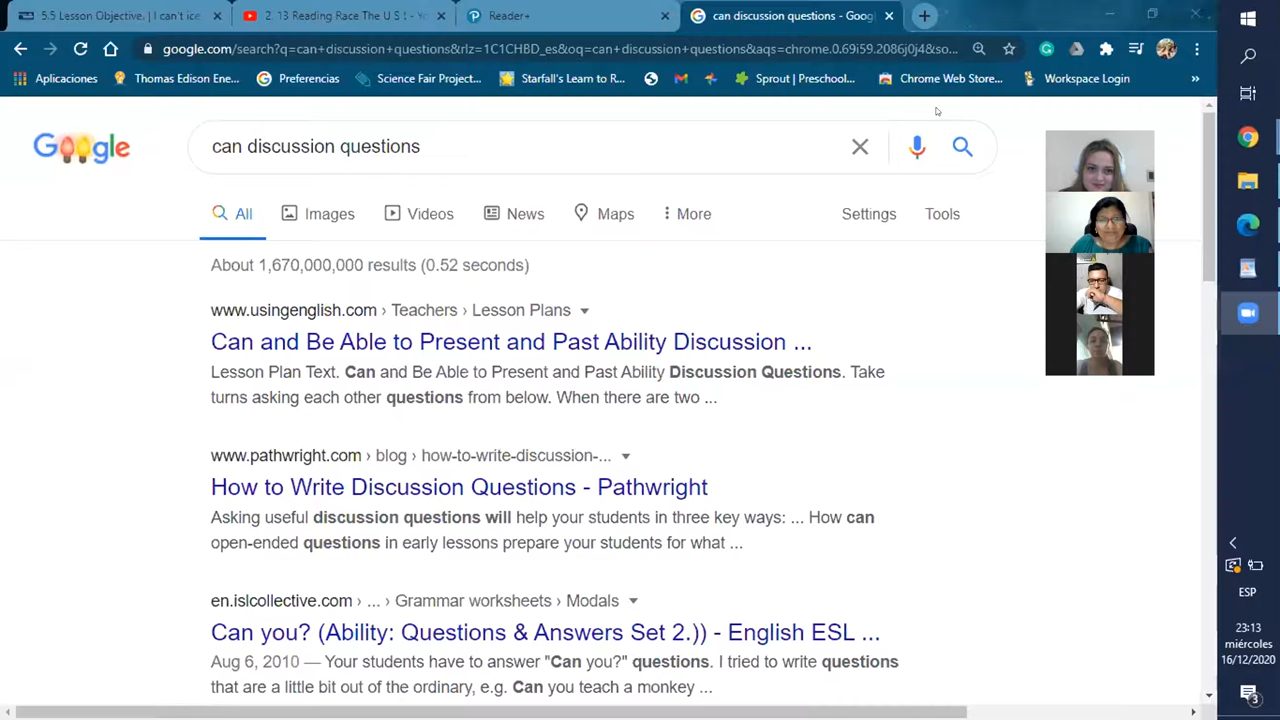 5.5 Lesson Objective. | I can't ice
2. 13 Reading Race The U S ! - Yo
Reader+
can discussion questions - Goog
google.com/search?q=can+discussion+questions&rlz=1C1CHBD_es&oq=can+discussion+questions&aqs=chrome.0.69i59.2086j0j4&so...
Aplicaciones
Thomas Edison Ene...
Preferencias
Science Fair Project...
Starfall's Learn to R...
Sprout | Preschool...
Chrome Web Store...
Workspace Login
»
Google
can discussion questions
All
Images
Videos
News
Maps
More
Settings
Tools
About 1,670,000,000 results (0.52 seconds)
www.usingenglish.com › Teachers › Lesson Plans
Can and Be Able to Present and Past Ability Discussion ...
Lesson Plan Text. Can and Be Able to Present and Past Ability Discussion Questions. Take
turns asking each other questions from below. When there are two ...
www.pathwright.com › blog › how-to-write-discussion-...
How to Write Discussion Questions - Pathwright
Asking useful discussion questions will help your students in three key ways: ... How can
open-ended questions in early lessons prepare your students for what ...
en.islcollective.com › ... › Grammar worksheets › Modals
Can you? (Ability: Questions & Answers Set 2.)) - English ESL ...
Aug 6, 2010 — Your students have to answer "Can you?" questions. I tried to write questions
that are a little bit out of the ordinary, e.g. Can you teach a monkey ...
ESP
23:13
miércoles
16/12/2020
3